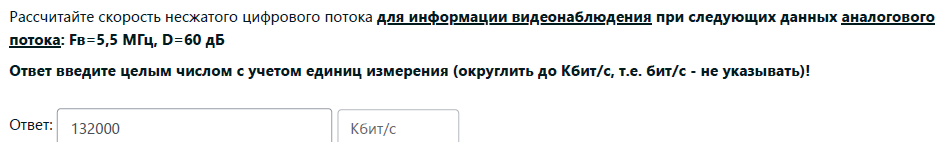 Рассчитайте скорость несжатого цифрового потока для информации видеонаблюдения при следующих данных аналогового
потока: Fв=5,5 МГц, D=60 дБ
Ответ введите целым числом с учетом единиц измерения (округлить до Кбит/с, т.е. бит/с - не указывать)!
Ответ: 132000 Кбит/с